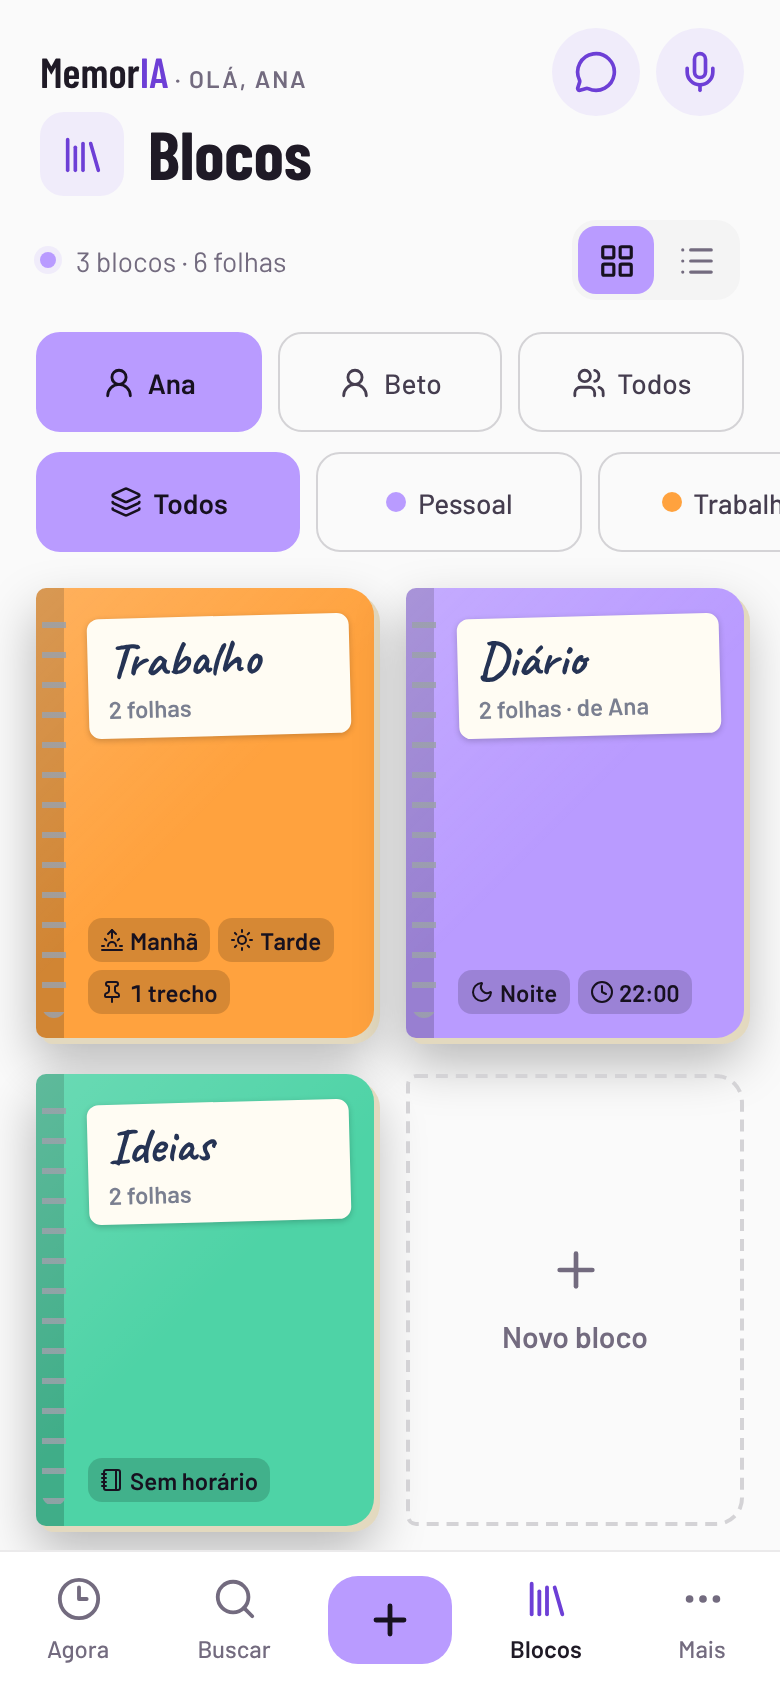 MemorIA · OLÁ, ANA
Blocos
3 blocos · 6 folhas
Ana
Beto
Todos
Todos
Pessoal
Trabalh
Trabalho
2 folhas
Manhã
Tarde
1 trecho
Diário
2 folhas · de Ana
Noite
22:00
Ideias
2 folhas
Sem horário
Novo bloco
Agora
Buscar
Blocos
Mais